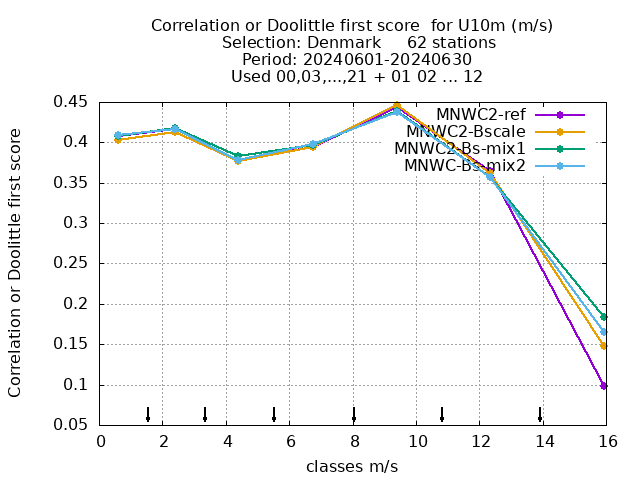 Correlation or Doolittle first score  for U10m (m/s)
Selection: Denmark     62 stations
Period: 20240601-20240630
Used 00,03,...,21 + 01 02 ... 12
Correlation or Doolittle first score
0.45
0.4
0.35
0.3
0.25
0.2
0.15
0.1
0.05
MNWC2-ref
MNWC2-Bscale
MNWC2-Bs-mix1
MNWC-Bs-mix2
0 2 4 6 8 10 12 14 16
classes m/s